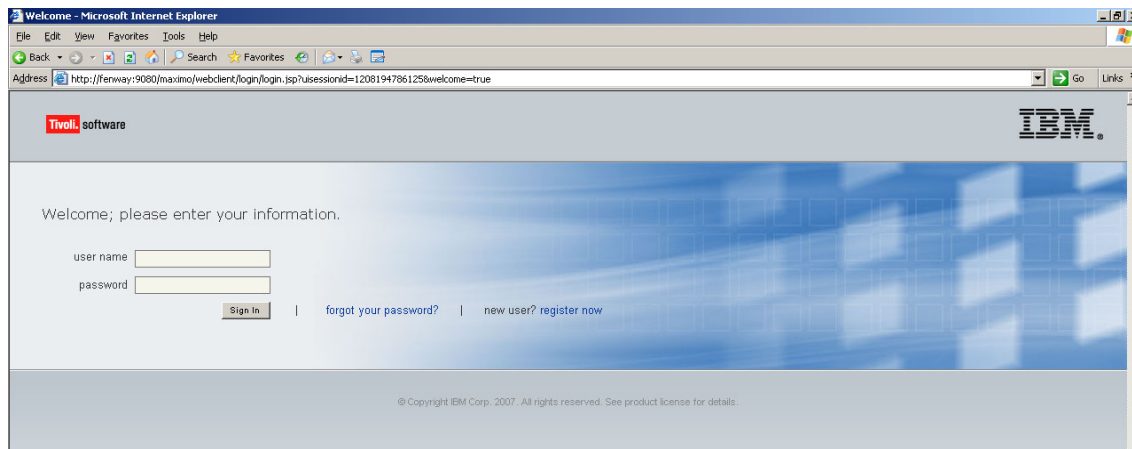 Welcome - Microsoft Internet Explorer
File Edit View Favorites Tools Help
Back Search Favorites
Address http://fenway:9080/maximo/webclient/login/login.jsp?uisessionid=1208194786125&welcome=true Go Links
Tivoli. software IBM®
Welcome; please enter your information.
user name
password
Sign In | forgot your password? | new user? register now
© Copyright IBM Corp. 2007. All rights reserved. See product license for details.